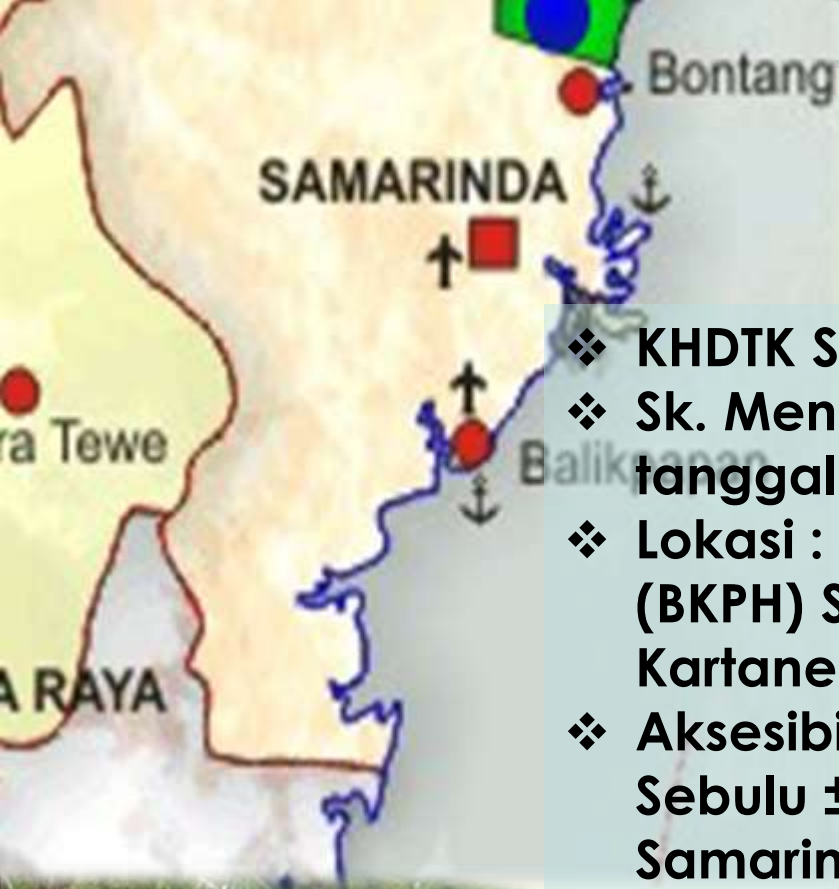 Bontang
SAMARINDA
ra Tewe
Balikpapan
A RAYA
❖ KHDTK S
❖ Sk. Men
tanggal
❖ Lokasi :
(BKPH) S
Kartane
❖ Aksesibi
Sebulu ±
Samarin